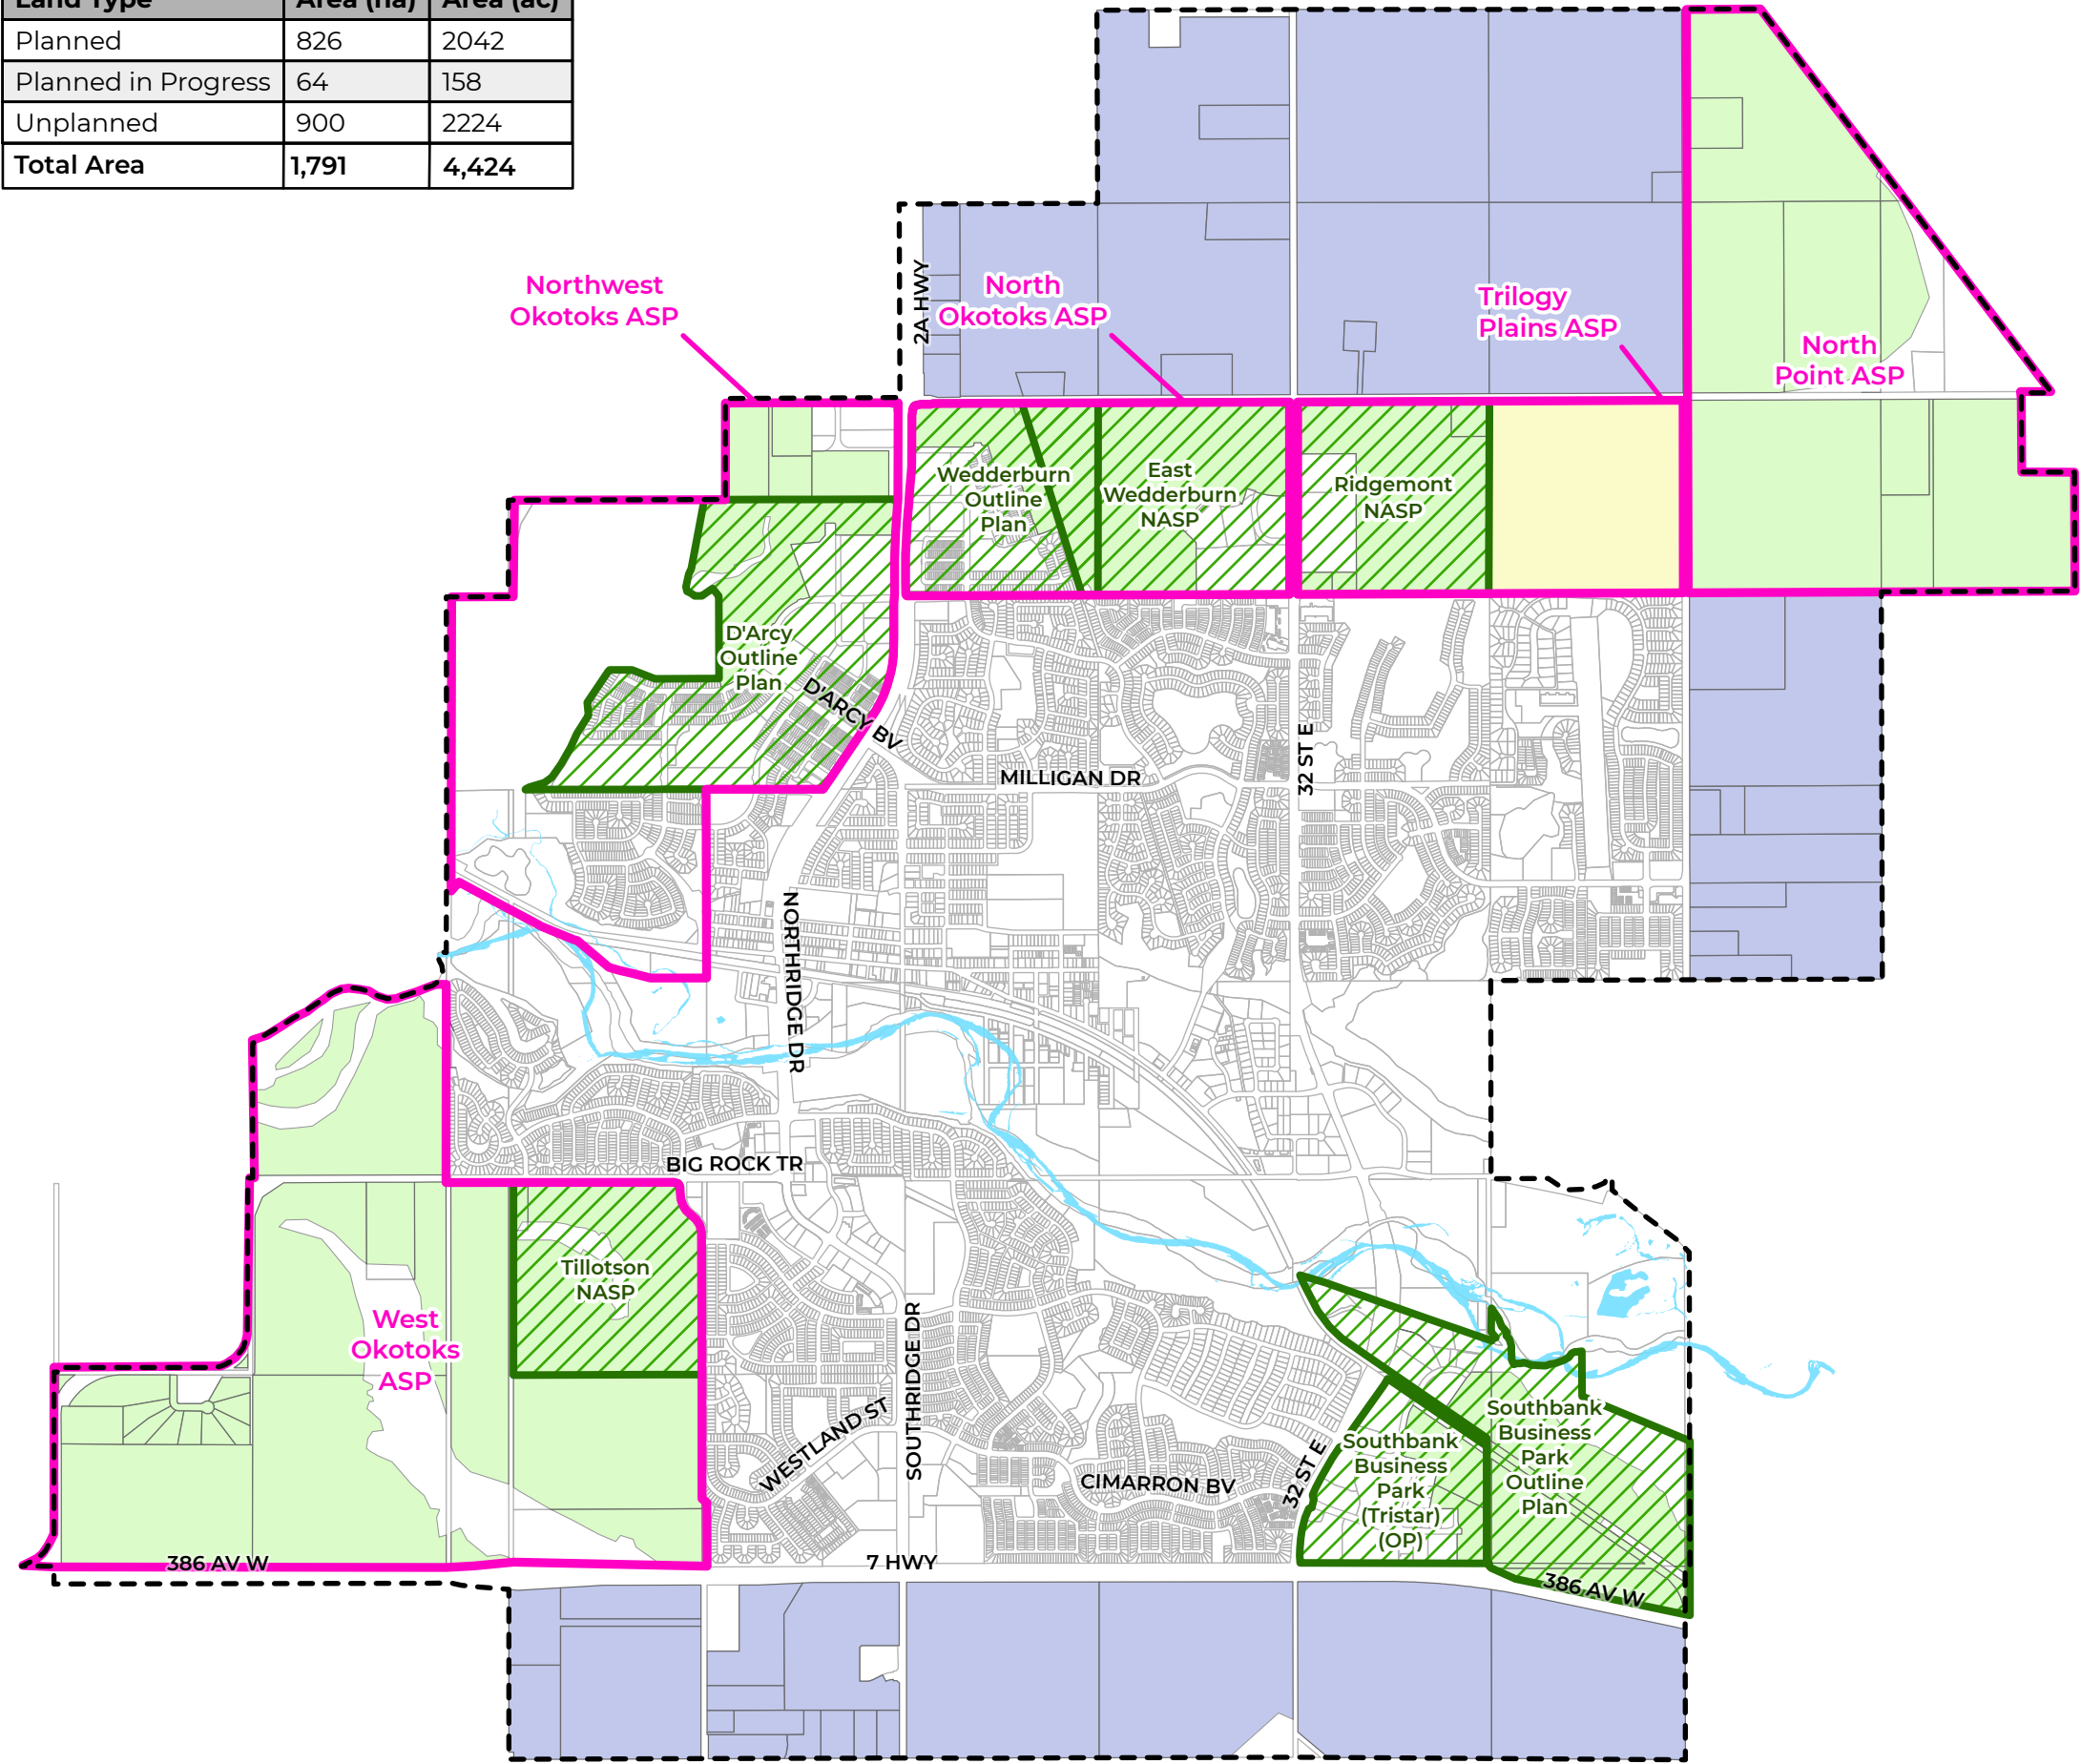 Land Type Area (ha) Area (ac)
Planned 826 2042
Planned in Progress 64 158
Unplanned 900 2224
Total Area 1,791 4,424
Northwest
Okotoks ASP
2A HWY
North
Okotoks ASP
Trilogy
Plains ASP
North
Point ASP
Wedderburn
Outline
Plan
East
Wedderburn
NASP
Ridgemont
NASP
D'Arcy
Outline
Plan
D'ARCY BV
MILLIGAN DR
32 ST E
NORTHRIDGE DR
BIG ROCK TR
Tillotson
NASP
West
Okotoks
ASP
SOUTHRIDGE DR
WESTLAND ST
CIMARRON BV
32 ST E
Southbank
Business
Park
(Tristar)
(OP)
Southbank
Business
Park
Outline
Plan
386 AV W
7 HWY
386 AV W